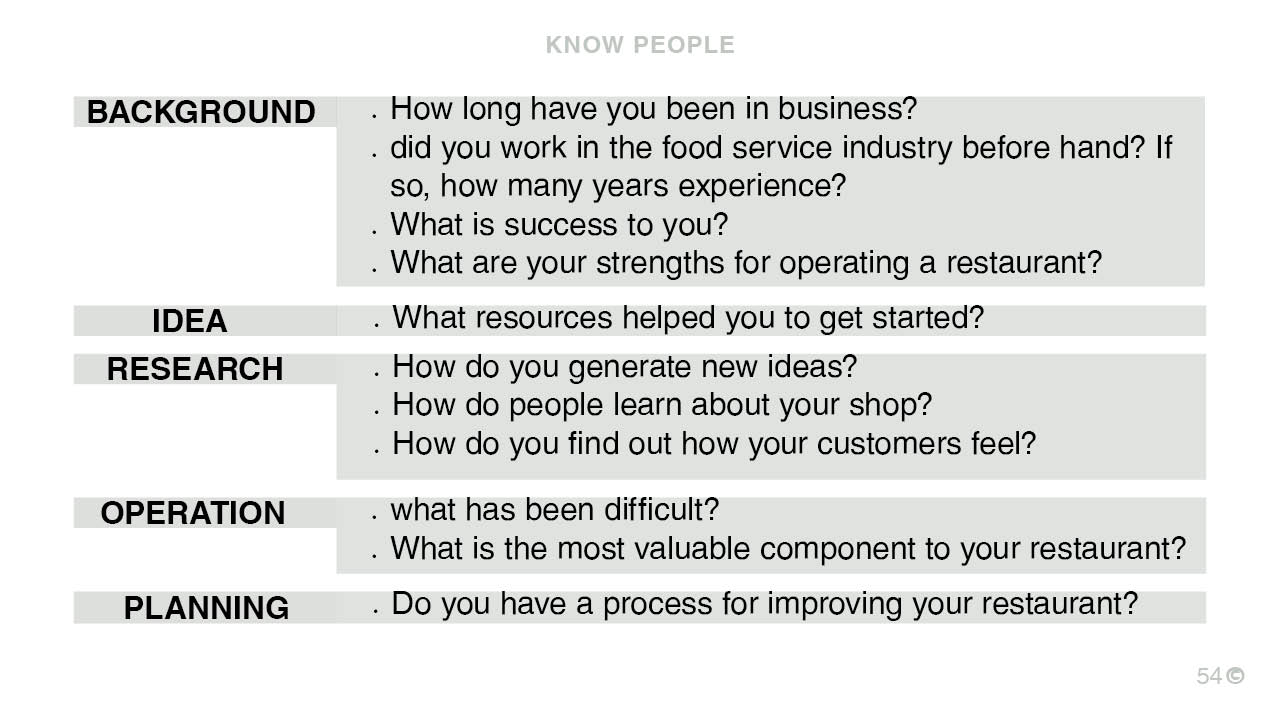 KNOW PEOPLE
BACKGROUND
. How long have you been in business?
. did you work in the food service industry before hand? If
so, how many years experience?
. What is success to you?
. What are your strengths for operating a restaurant?
IDEA
. What resources helped you to get started?
RESEARCH
. How do you generate new ideas?
. How do people learn about your shop?
. How do you find out how your customers feel?
OPERATION
. what has been difficult?
. What is the most valuable component to your restaurant?
PLANNING
. Do you have a process for improving your restaurant?
54©